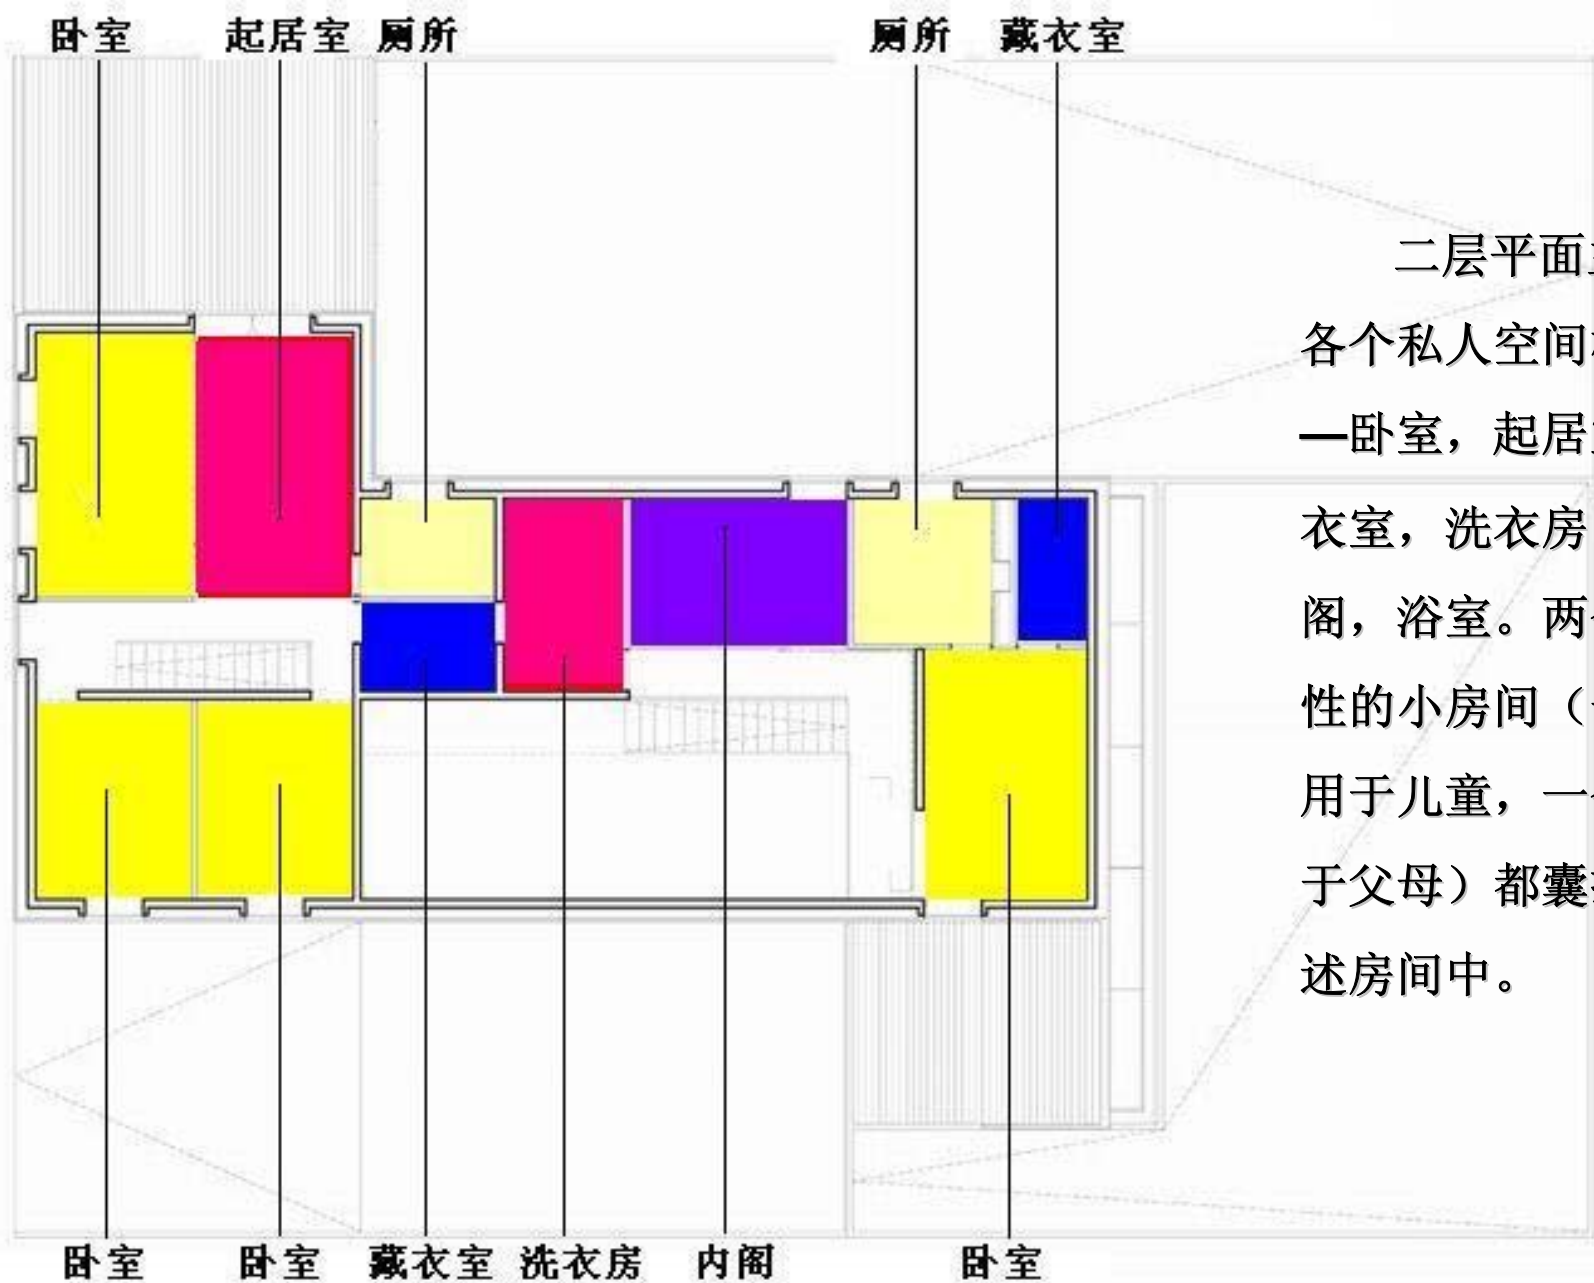 卧室 起居室 厕所 厕所 藏衣室
二层平面
各个私人空间
—卧室，起居
衣室，洗衣房
阁，浴室。两
性的小房间（
用于儿童，一
于父母）都囊
述房间中。
卧室 卧室 藏衣室 洗衣房 内阁 卧室